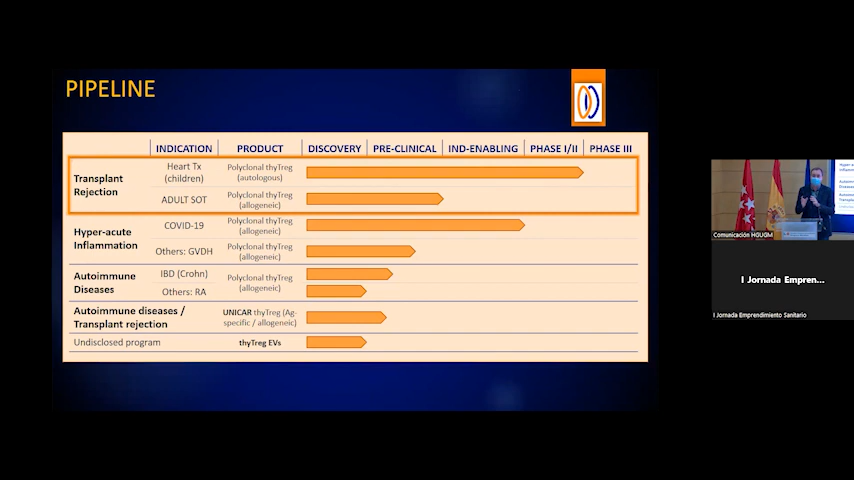 PIPELINE
INDICATION PRODUCT DISCOVERY PRE-CLINICAL IND-ENABLING PHASE I/II PHASE III
Transplant
Rejection
Heart Tx
(children)
Polyclonal thyTreg
(autologous)
ADULT SOT
Polyclonal thyTreg
(allogeneic)
Hyper-acute
Inflammation
COVID-19
Polyclonal thyTreg
(allogeneic)
Others: GVDH
Polyclonal thyTreg
(allogeneic)
Autoimmune
Diseases
IBD (Crohn)
Others: RA
Polyclonal thyTreg
(allogeneic)
Autoimmune diseases /
Transplant rejection
UNICAR thyTreg (Ag-
specific / allogeneic)
Undisclosed program
thyTreg EVs
Comunicación HGUGM
I Jornada Empren...
I Jornada Emprendimiento Sanitario